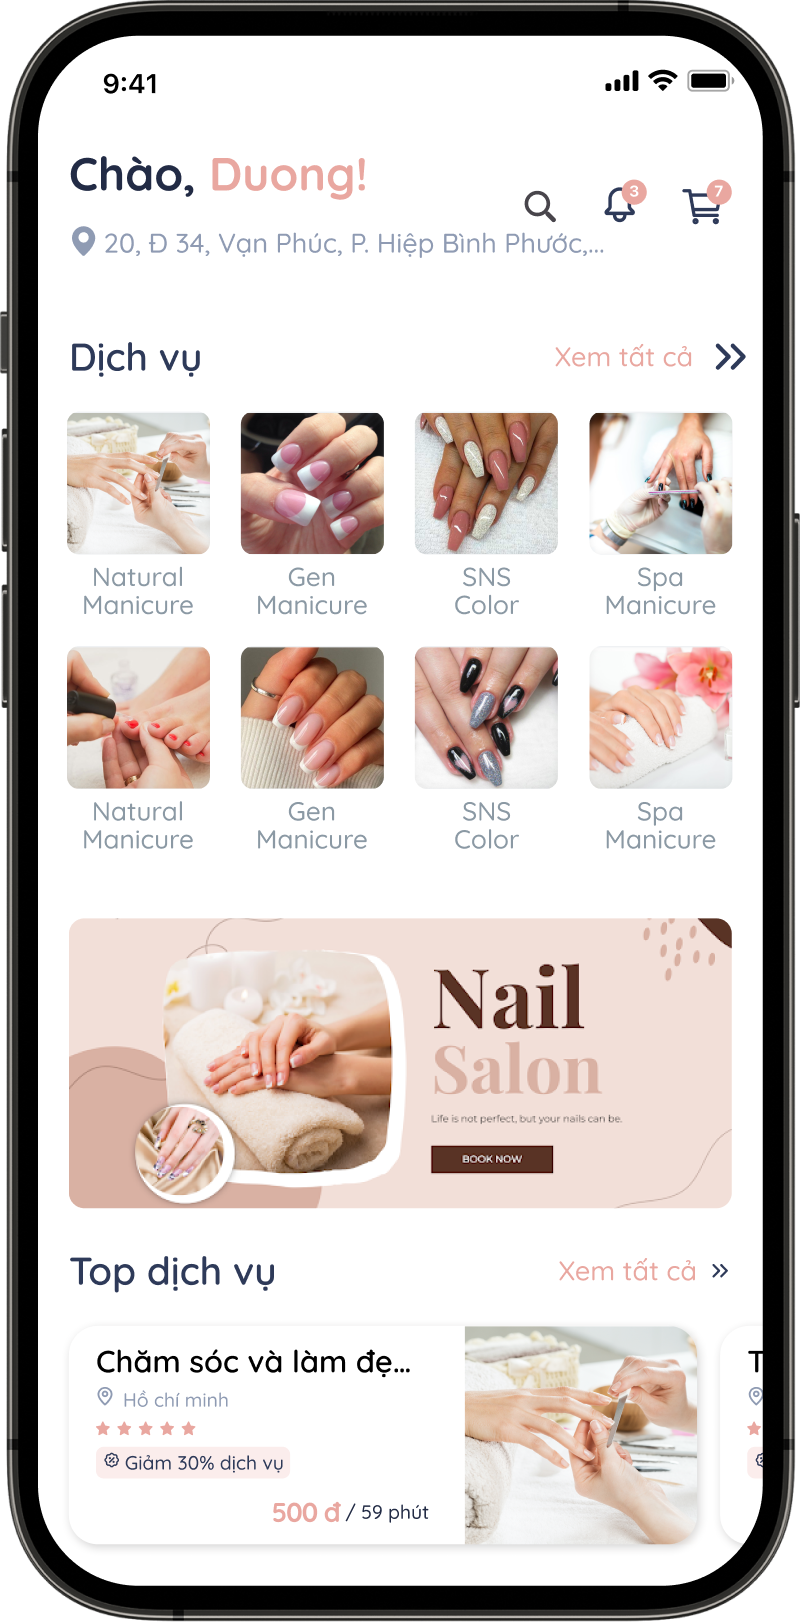 9:41
Chào, Duong!
3
7
20, Đ 34, Vạn Phúc, P. Hiệp Bình Phước,...
Dịch vụ
Xem tất cả
Natural
Manicure
Gen
Manicure
SNS
Color
Spa
Manicure
Natural
Manicure
Gen
Manicure
SNS
Color
Spa
Manicure
Nail
Salon
Life is not perfect, but your nails can be.
BOOK NOW
Top dịch vụ
Xem tất cả
Chăm sóc và làm đẹ...
Hồ chí minh
Giảm 30% dịch vụ
500 đ / 59 phút
T